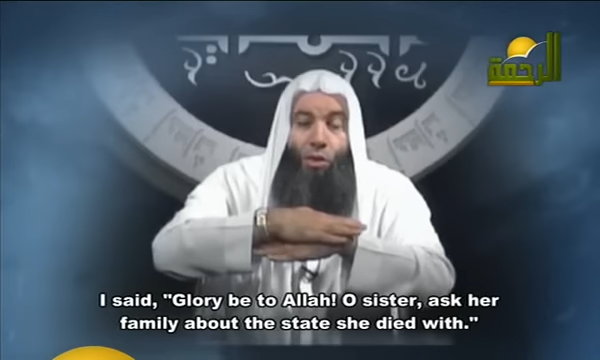 الرحمة
I said, "Glory be to Allah! O sister, ask her
family about the state she died with."